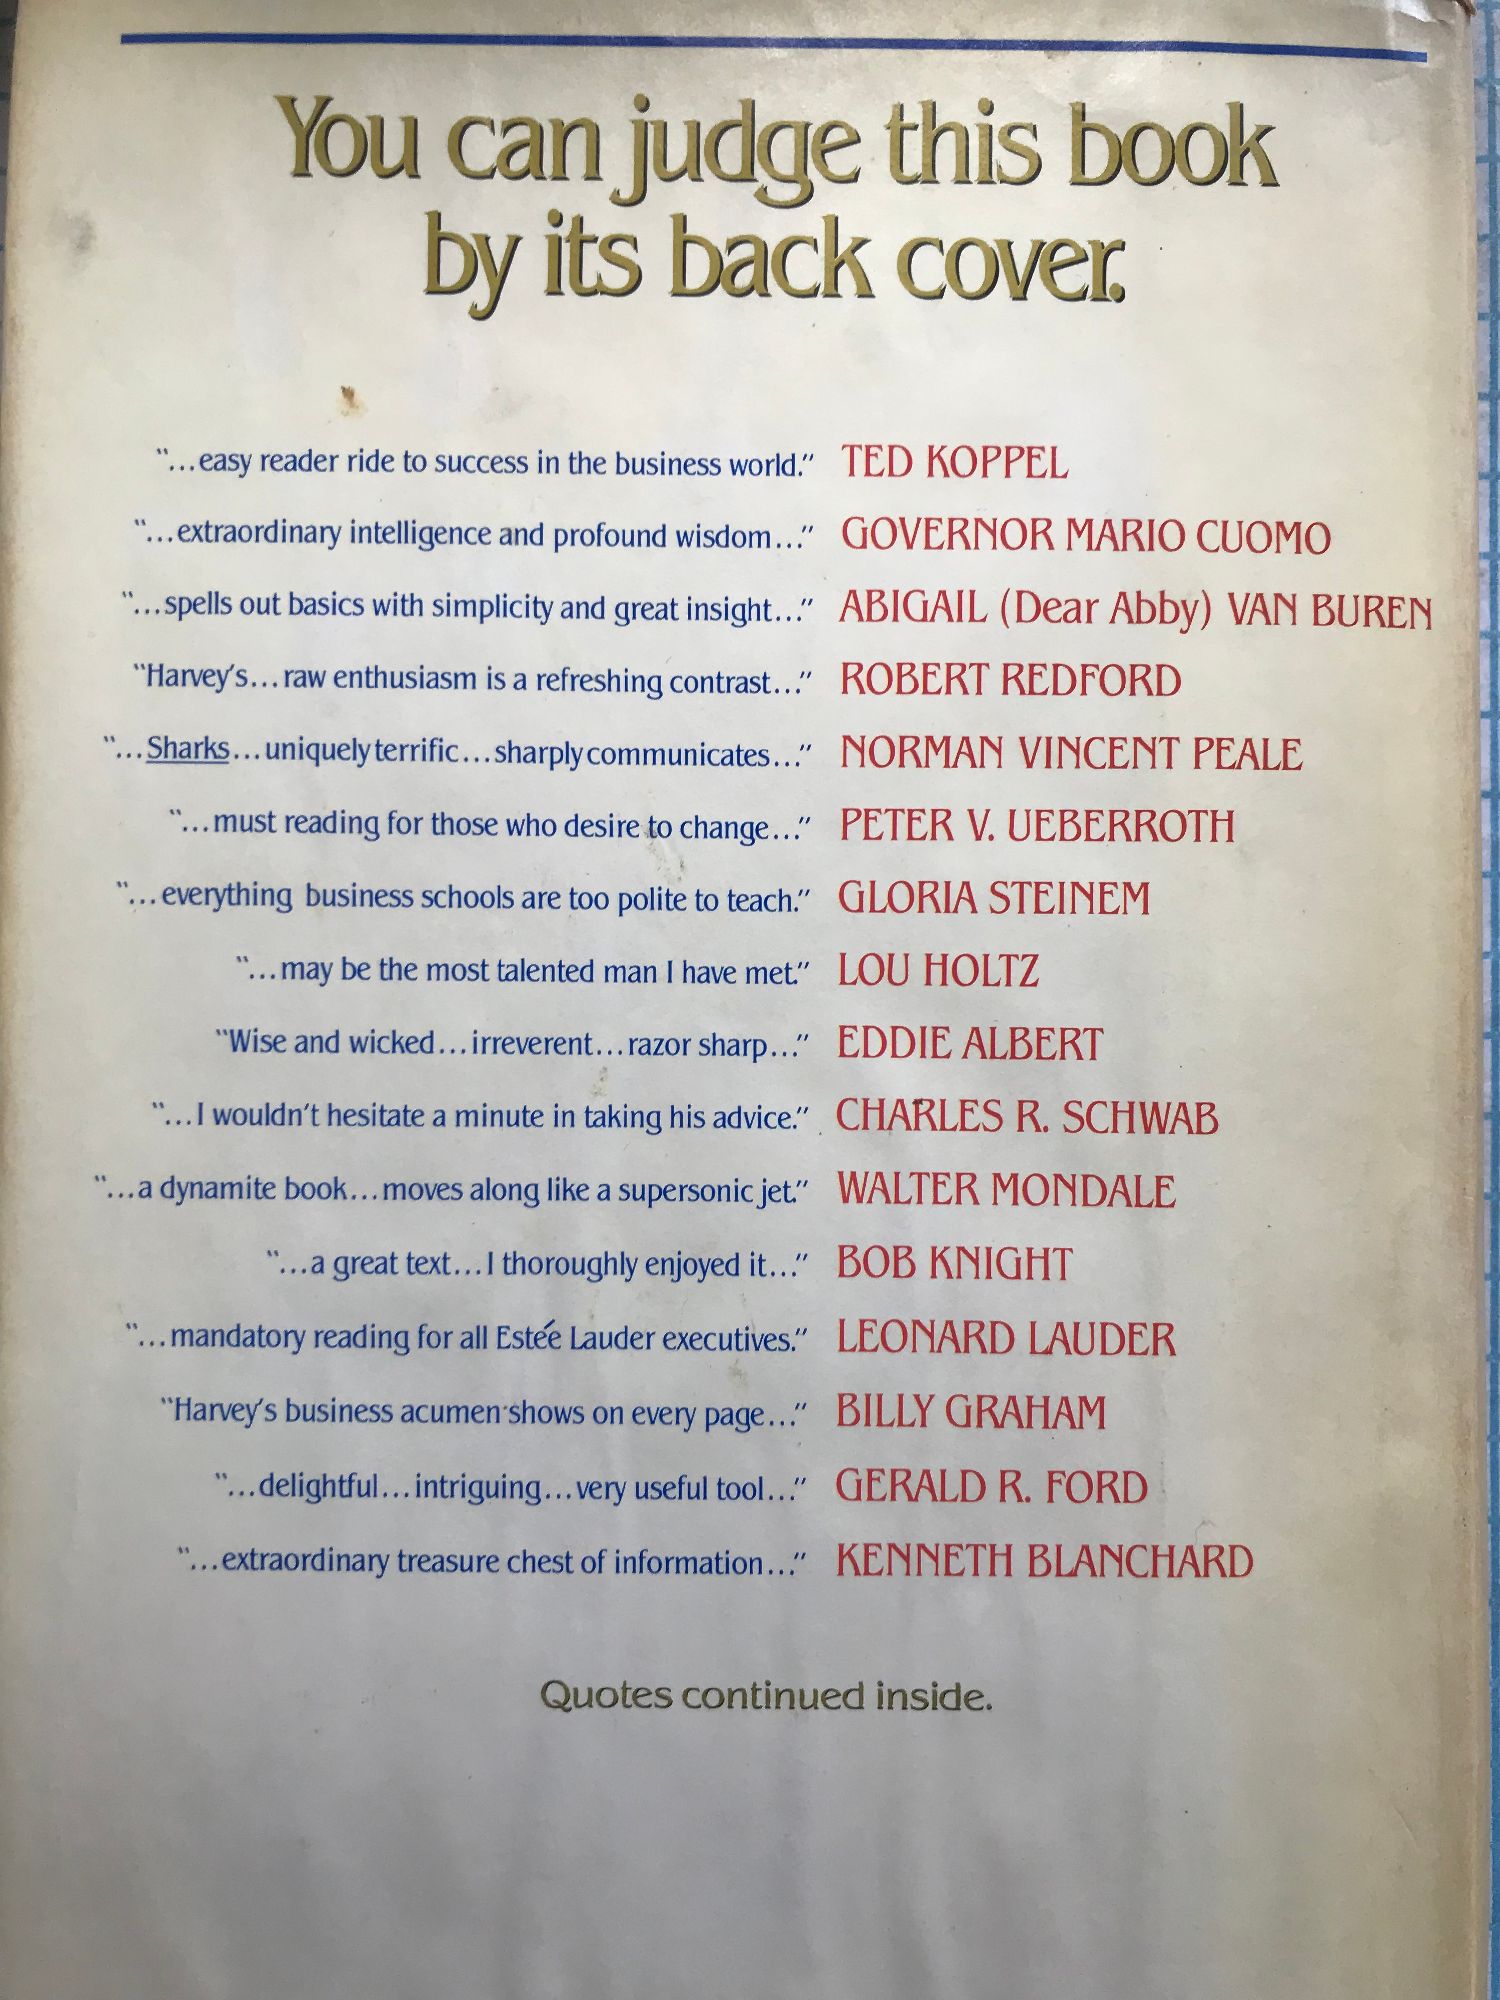 You can judge this book
by its back cover.
"...easy reader ride to success in the business world." TED KOPPEL
"...extraordinary intelligence and profound wisdom..." GOVERNOR MARIO CUOMO
"...spells out basics with simplicity and great insight..." ABIGAIL (Dear Abby) VAN BUREN
"Harvey's...raw enthusiasm is a refreshing contrast..." ROBERT REDFORD
"...Sharks...uniquely terrific...sharply communicates..." NORMAN VINCENT PEALE
"...must reading for those who desire to change..." PETER V. UEBERROTH
"...everything business schools are too polite to teach." GLORIA STEINEM
"...may be the most talented man I have met." LOU HOLTZ
"Wise and wicked...irreverent...razor sharp..." EDDIE ALBERT
"...I wouldn't hesitate a minute in taking his advice." CHARLES R. SCHWAB
"...a dynamite book...moves along like a supersonic jet." WALTER MONDALE
"...a great text...I thoroughly enjoyed it..." BOB KNIGHT
"...mandatory reading for all Estée Lauder executives." LEONARD LAUDER
"Harvey's business acumen shows on every page..." BILLY GRAHAM
"...delightful...intriguing...very useful tool..." GERALD R. FORD
"...extraordinary treasure chest of information..." KENNETH BLANCHARD
Quotes continued inside.